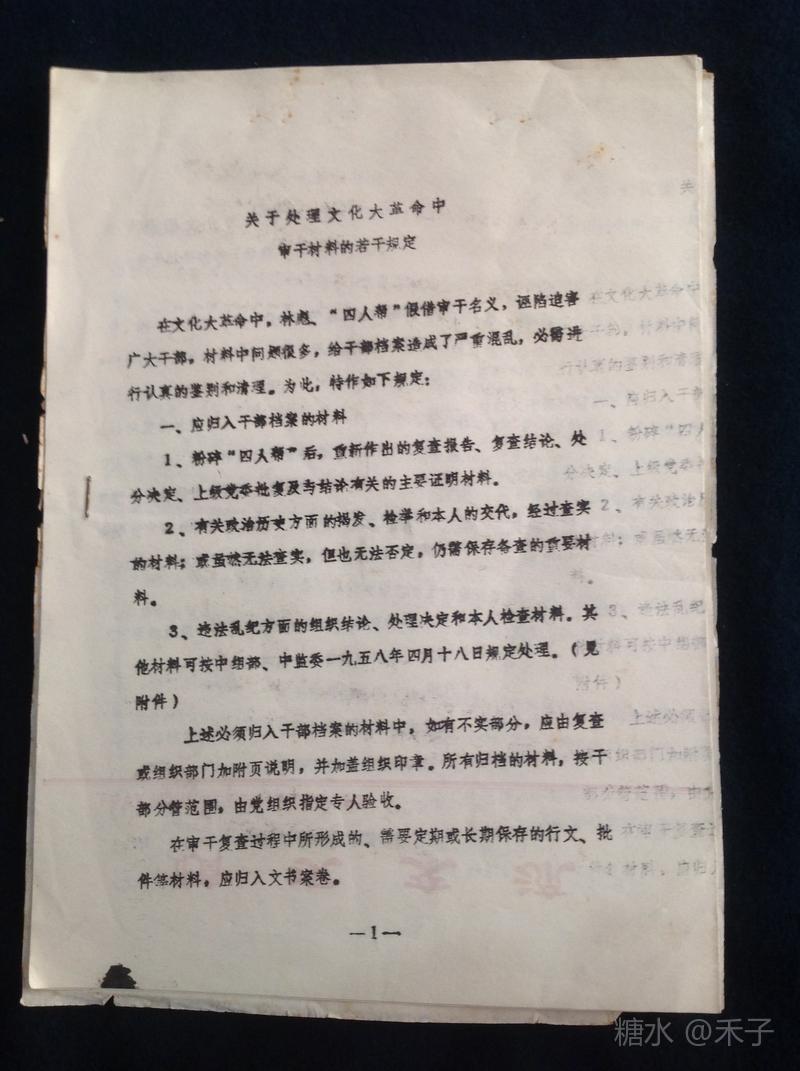 关于处理文化大革命中
审干材料的若干规定
在文化大革命中，林彪、“四人帮”假借审干名义，诬陷迫害
广大干部，材料中问题很多，给干部档案造成了严重混乱，必需进
行认真的鉴别和清理。为此，特作如下规定：
一、应归入干部档案的材料
1、粉碎“四人帮”后，重新作出的复查报告、复查结论、处
分决定、上级党委批复及与结论有关的主要证明材料。
2、有关政治历史方面的揭发、检举和本人的交代，经过查实
的材料；或虽然无法查实，但也无法否定，仍需保存备查的重要材
料。
3、违法乱纪方面的组织结论、处理决定和本人检查材料。其
他材料可按中组部、中监委一九五八年四月十八日规定处理。（见
附件）
上述必须归入干部档案的材料中，如有不实部分，应由复查
或组织部门加附页说明，并加盖组织印章。所有归档的材料，按干
部分管范围，由党组织指定专人验收。
在审干复查过程中所形成的、需要定期或长期保存的行文、批
件等材料，应归入文书案卷。
—1—
糖水 @禾子